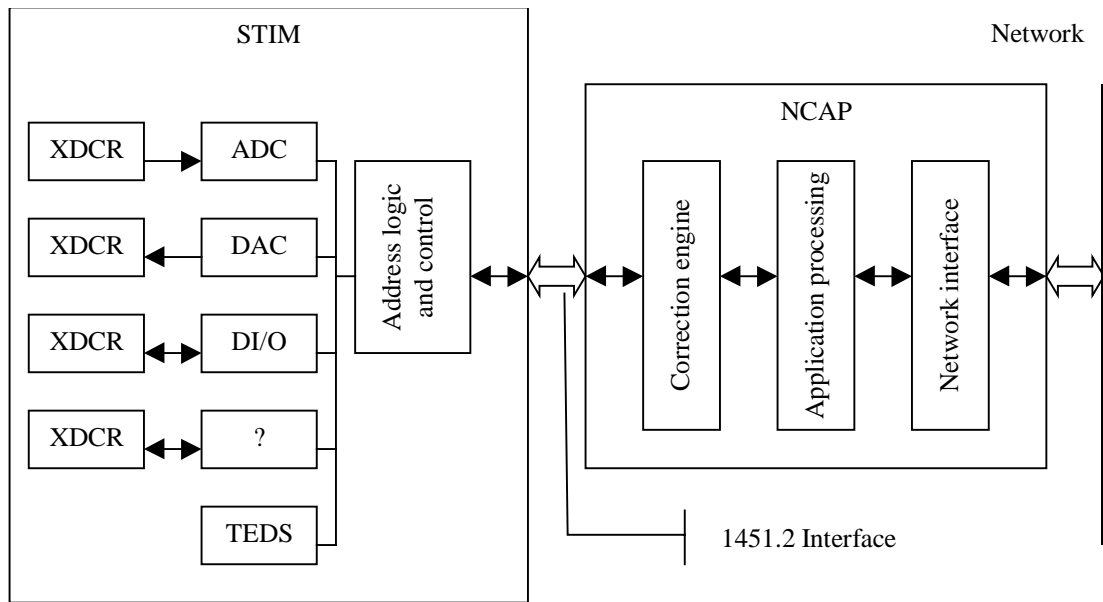 STIM
Network
NCAP
XDCR
ADC
XDCR
DAC
XDCR
DI/O
XDCR
?
TEDS
Address logic
and control
Correction engine
Application processing
Network interface
1451.2 Interface